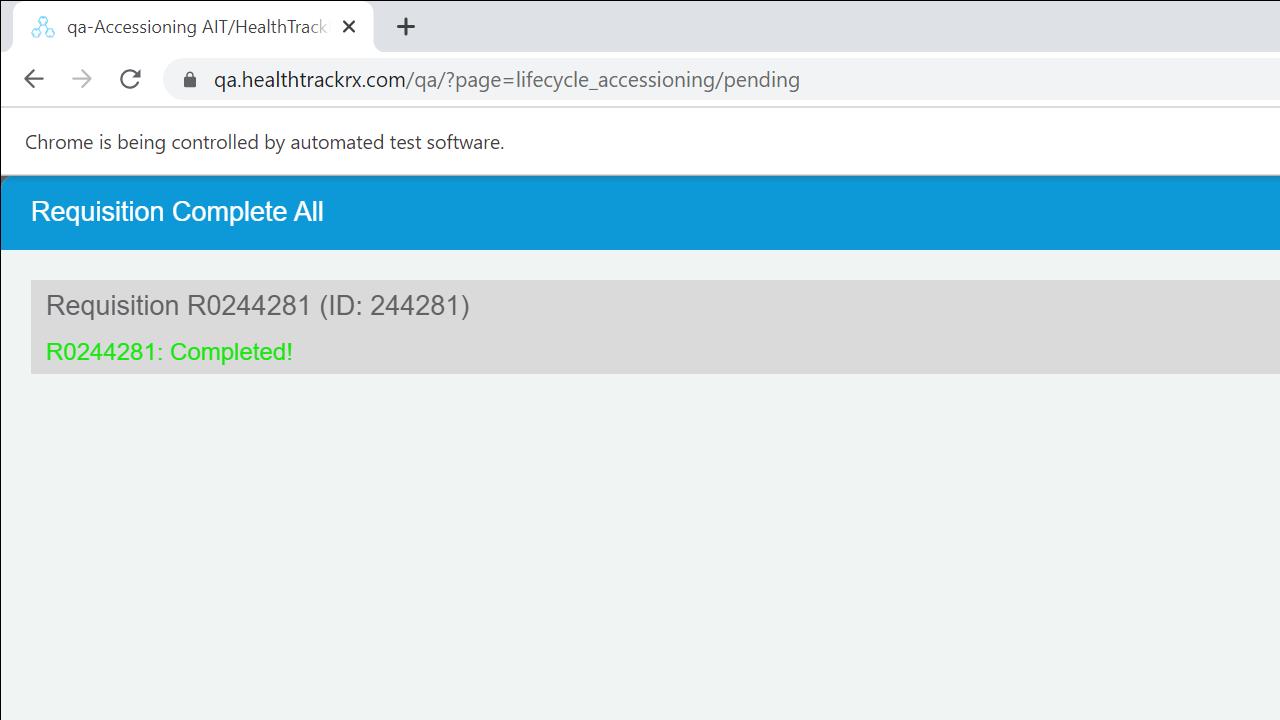 qa-Accessioning AIT/HealthTrack
qa.healthtrackrx.com/qa/?page=lifecycle_accessioning/pending
Chrome is being controlled by automated test software.
Requisition Complete All
Requisition R0244281 (ID: 244281)
R0244281: Completed!